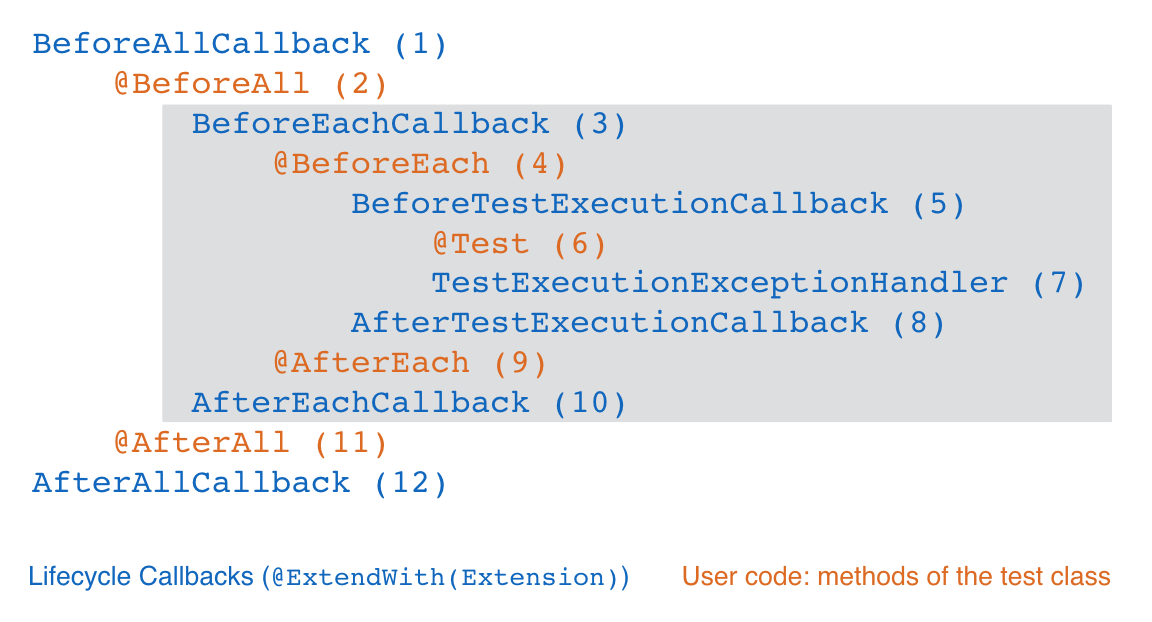 BeforeAllCallback (1)
@BeforeAll (2)
BeforeEachCallback (3)
@BeforeEach (4)
BeforeTestExecutionCallback (5)
@Test (6)
TestExecutionExceptionHandler (7)
AfterTestExecutionCallback (8)
@AfterEach (9)
AfterEachCallback (10)
@AfterAll (11)
AfterAllCallback (12)
Lifecycle Callbacks (@ExtendWith(Extension)) User code: methods of the test class